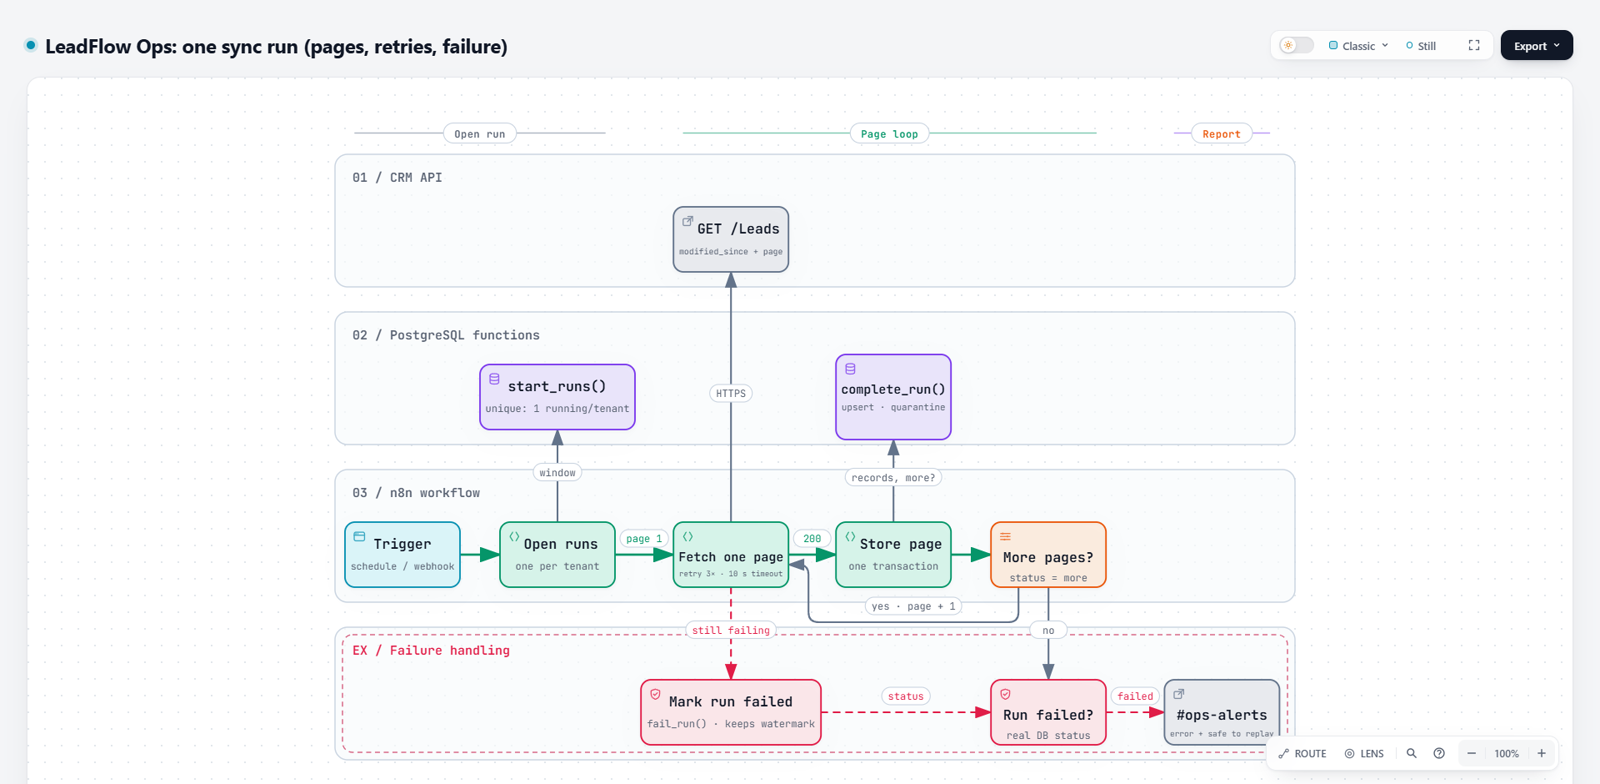 LeadFlow Ops: one sync run (pages, retries, failure)
Classic
Still
Export
Open run
Page loop
Report
01 / CRM API
GET /Leads
modified_since + page
02 / PostgreSQL functions
start_runs()
unique: 1 running/tenant
HTTPS
complete_run()
upsert · quarantine
window
records, more?
03 / n8n workflow
Trigger
schedule / webhook
Open runs
one per tenant
page 1
Fetch one page
retry 3× · 10 s timeout
200
Store page
one transaction
More pages?
status = more
yes · page + 1
still failing
no
EX / Failure handling
Mark run failed
fail_run() · keeps watermark
status
Run failed?
real DB status
failed
#ops-alerts
error + safe to replay
ROUTE
LENS
100%